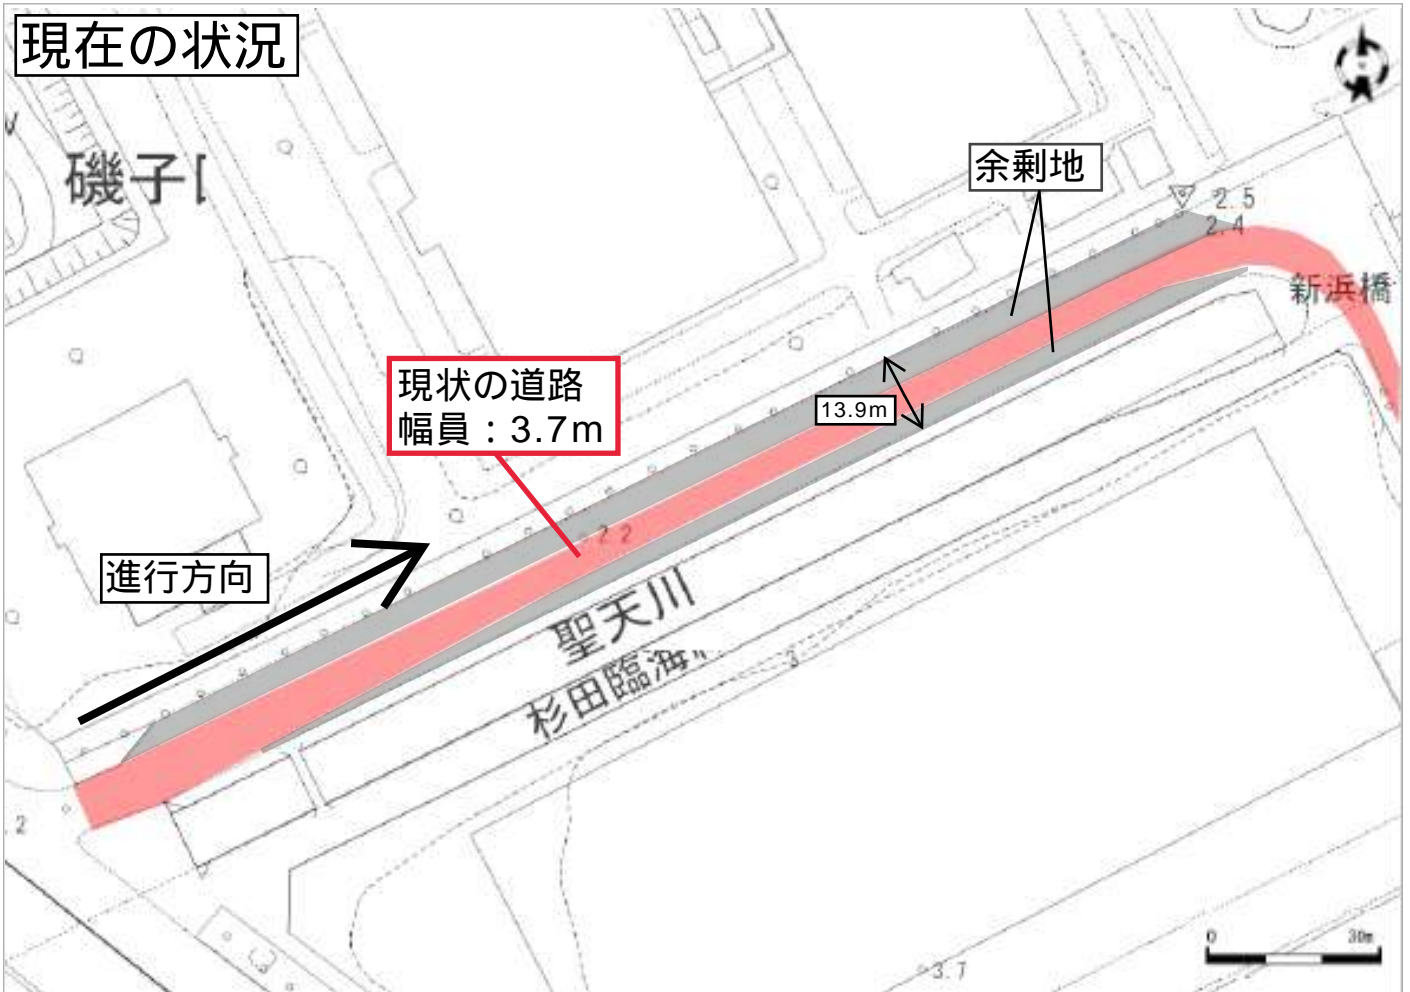 現在の状況
磯子
余剰地
2.5
2.4
新浜橋
現状の道路
幅員：3.7m
13.9m
2.2
進行方向
聖天川
杉田臨海
3
.2
3.7
0 30m